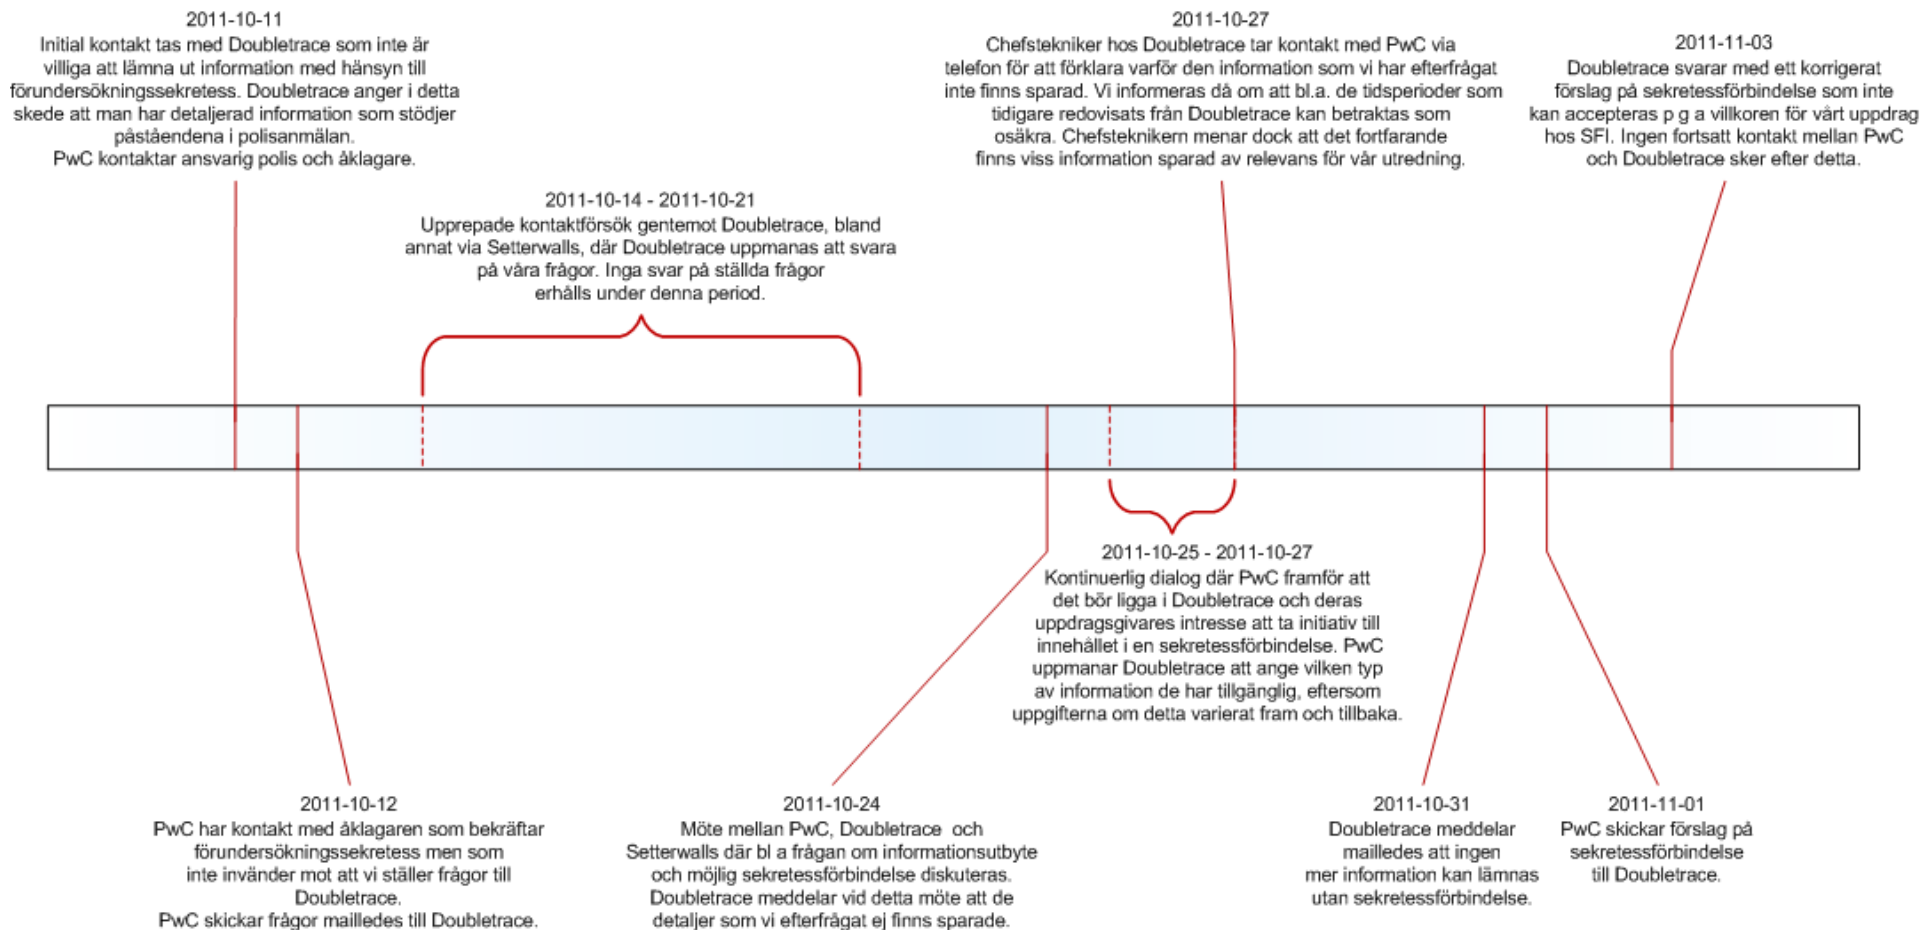 2011-10-11
Initial kontakt tas med Doubletrace som inte är
villiga att lämna ut information med hänsyn till
förundersökningssekretess. Doubletrace anger i detta
skede att man har detaljerad information som stödjer
påståendena i polisanmälan.
PwC kontaktar ansvarig polis och åklagare.
2011-10-14 - 2011-10-21
Upprepade kontaktförsök gentemot Doubletrace, bland
annat via Setterwalls, där Doubletrace uppmanas att svara
på våra frågor. Inga svar på ställda frågor
erhålls under denna period.
2011-10-27
Chefstekniker hos Doubletrace tar kontakt med PwC via
telefon för att förklara varför den information som vi har efterfrågat
inte finns sparad. Vi informeras då om att bl.a. de tidsperioder som
tidigare redovisats från Doubletrace kan betraktas som
osäkra. Chefsteknikern menar dock att det fortfarande
finns viss information sparad av relevans för vår utredning.
2011-11-03
Doubletrace svarar med ett korrigerat
förslag på sekretessförbindelse som inte
kan accepteras p g a villkoren för vårt uppdrag
hos SFI. Ingen fortsatt kontakt mellan PwC
och Doubletrace sker efter detta.
2011-10-12
PwC har kontakt med åklagaren som bekräftar
förundersökningssekretess men som
inte invänder mot att vi ställer frågor till
Doubletrace.
PwC skickar frågor mailledes till Doubletrace.
2011-10-24
Möte mellan PwC, Doubletrace och
Setterwalls där bl a frågan om informationsutbyte
och möjlig sekretessförbindelse diskuteras.
Doubletrace meddelar vid detta möte att de
detaljer som vi efterfrågat ej finns sparade.
2011-10-25 - 2011-10-27
Kontinuerlig dialog där PwC framför att
det bör ligga i Doubletrace och deras
uppdragsgivares intresse att ta initiativ till
innehållet i en sekretessförbindelse. PwC
uppmanar Doubletrace att ange vilken typ
av information de har tillgänglig, eftersom
uppgifterna om detta varierat fram och tillbaka.
2011-10-31
Doubletrace meddelar
mailledes att ingen
mer information kan lämnas
utan sekretessförbindelse.
2011-11-01
PwC skickar förslag på
sekretessförbindelse
till Doubletrace.